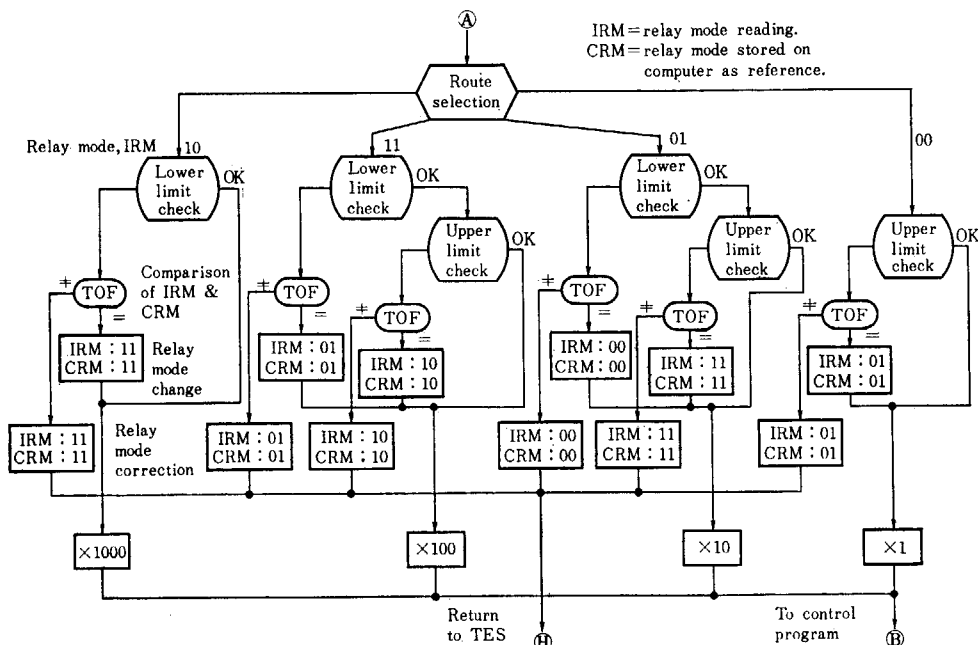 Ⓐ
IRM=relay mode reading.
CRM=relay mode stored on
computer as reference.
Route
selection
Relay mode, IRM
10
11
01
00
Lower
limit
check
OK
Lower
limit
check
OK
Lower
limit
check
OK
Upper
limit
check
OK
Upper
limit
check
OK
Upper
limit
check
OK
≠
TOF
=
Comparison
of IRM &
CRM
≠
TOF
=
≠
TOF
=
≠
TOF
=
≠
TOF
=
≠
TOF
=
IRM:11
CRM:11
Relay
mode
change
IRM:01
CRM:01
IRM:10
CRM:10
IRM:00
CRM:00
IRM:11
CRM:11
IRM:01
CRM:01
IRM:11
CRM:11
Relay
mode
correction
IRM:01
CRM:01
IRM:10
CRM:10
IRM:00
CRM:00
IRM:11
CRM:11
IRM:01
CRM:01
×1000
×100
×10
×1
Return
to TES
Ⓗ
To control
program
Ⓑ